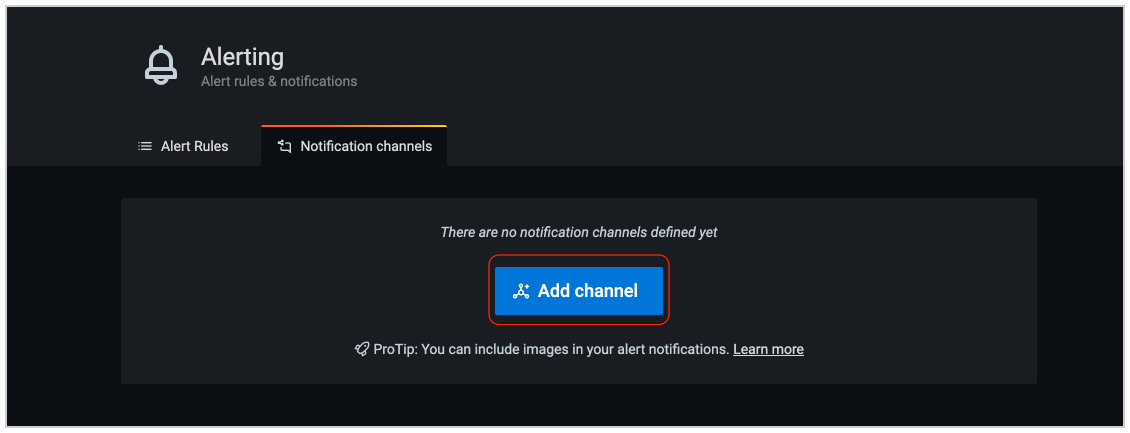 Alerting
Alert rules & notifications
Alert Rules
Notification channels
There are no notification channels defined yet
Add channel
ProTip: You can include images in your alert notifications. Learn more